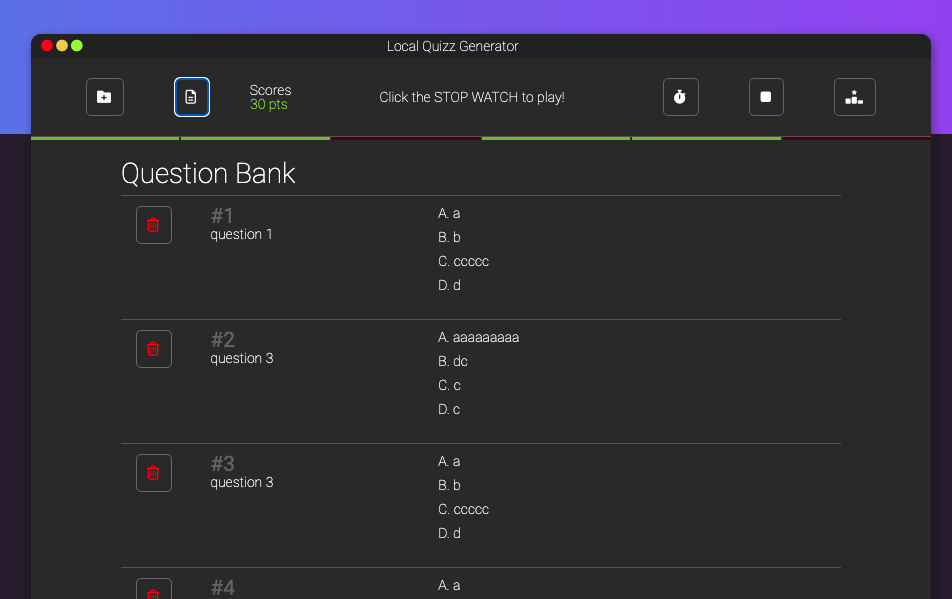 Local Quizz Generator
Scores
30 pts
Click the STOP WATCH to play!
Question Bank
#1
question 1
A. a
B. b
C. ccccc
D. d
#2
question 3
A. aaaaaaaaa
B. dc
C. c
D. c
#3
question 3
A. a
B. b
C. ccccc
D. d
#4
A. a